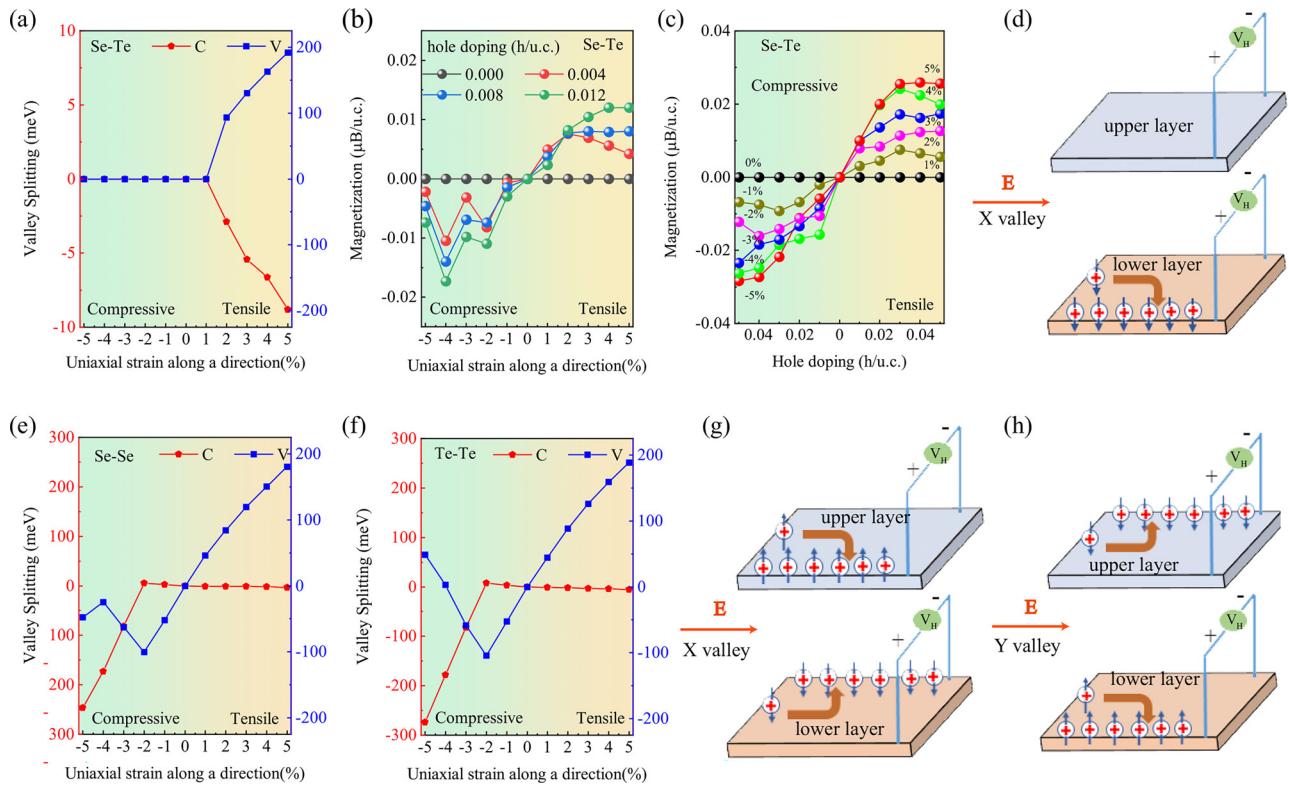 (a)
10
5
0
-5
-10
Valley Splitting (meV)
Se-Te
C
V
200
100
0
-100
-200
Compressive
Tensile
-5 -4 -3 -2 -1 0 1 2 3 4 5
Uniaxial strain along a direction(%)
(b)
0.02
0.01
0.00
-0.01
-0.02
Magnetization (μB/u.c.)
hole doping (h/u.c.)
Se-Te
0.000
0.004
0.008
0.012
Compressive
Tensile
-5 -4 -3 -2 -1 0 1 2 3 4 5
Uniaxial strain along a direction(%)
(c)
0.04
0.02
0.00
-0.02
-0.04
Magnetization (μB/u.c.)
Se-Te
Compressive
5%
4%
3%
2%
1%
0%
-1%
-2%
-3%
-4%
-5%
Tensile
0.04 0.02 0 0.02 0.04
Hole doping (h/u.c.)
(d)
-
V_H
+
upper layer
E
X valley
-
V_H
+
lower layer
(e)
300
200
100
0
100
200
300
-
-
Valley Splitting (meV)
Se-Se
C
V
200
100
0
-100
-200
Compressive
Tensile
-5 -4 -3 -2 -1 0 1 2 3 4 5
Uniaxial strain along a direction(%)
(f)
300
200
100
0
-100
-200
-300
Valley Splitting (meV)
Te-Te
C
V
200
100
0
100
200
Compressive
Tensile
-5 -4 -3 -2 -1 0 1 2 3 4 5
Uniaxial strain along a direction(%)
(g)
-
V_H
+
upper layer
E
X valley
-
V_H
+
lower layer
(h)
-
V_H
+
upper layer
E
Y valley
-
V_H
+
lower layer